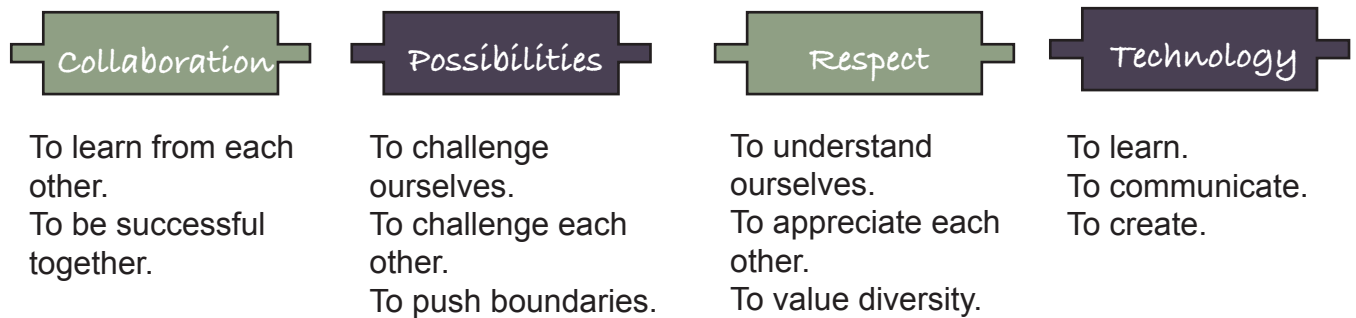 Collaboration
To learn from each
other.
To be successful
together.
Possibilities
To challenge
ourselves.
To challenge each
other.
To push boundaries.
Respect
To understand
ourselves.
To appreciate each
other.
To value diversity.
Technology
To learn.
To communicate.
To create.